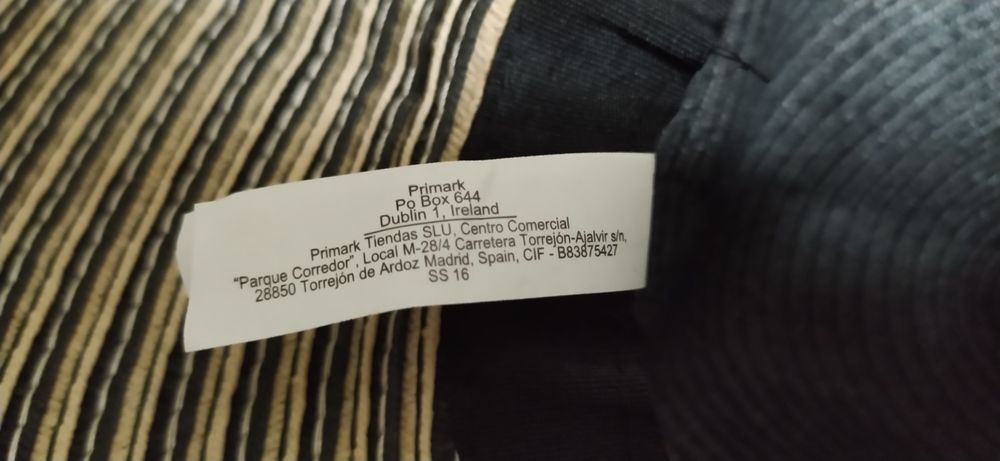 Primark
Po Box 644
Dublin 1, Ireland
Primark Tiendas SLU, Centro Comercial
"Parque Corredor", Local M-28/4 Carretera Torrejón-Ajalvir s/n,
28850 Torrejón de Ardoz Madrid, Spain, CIF - B83875427
SS 16